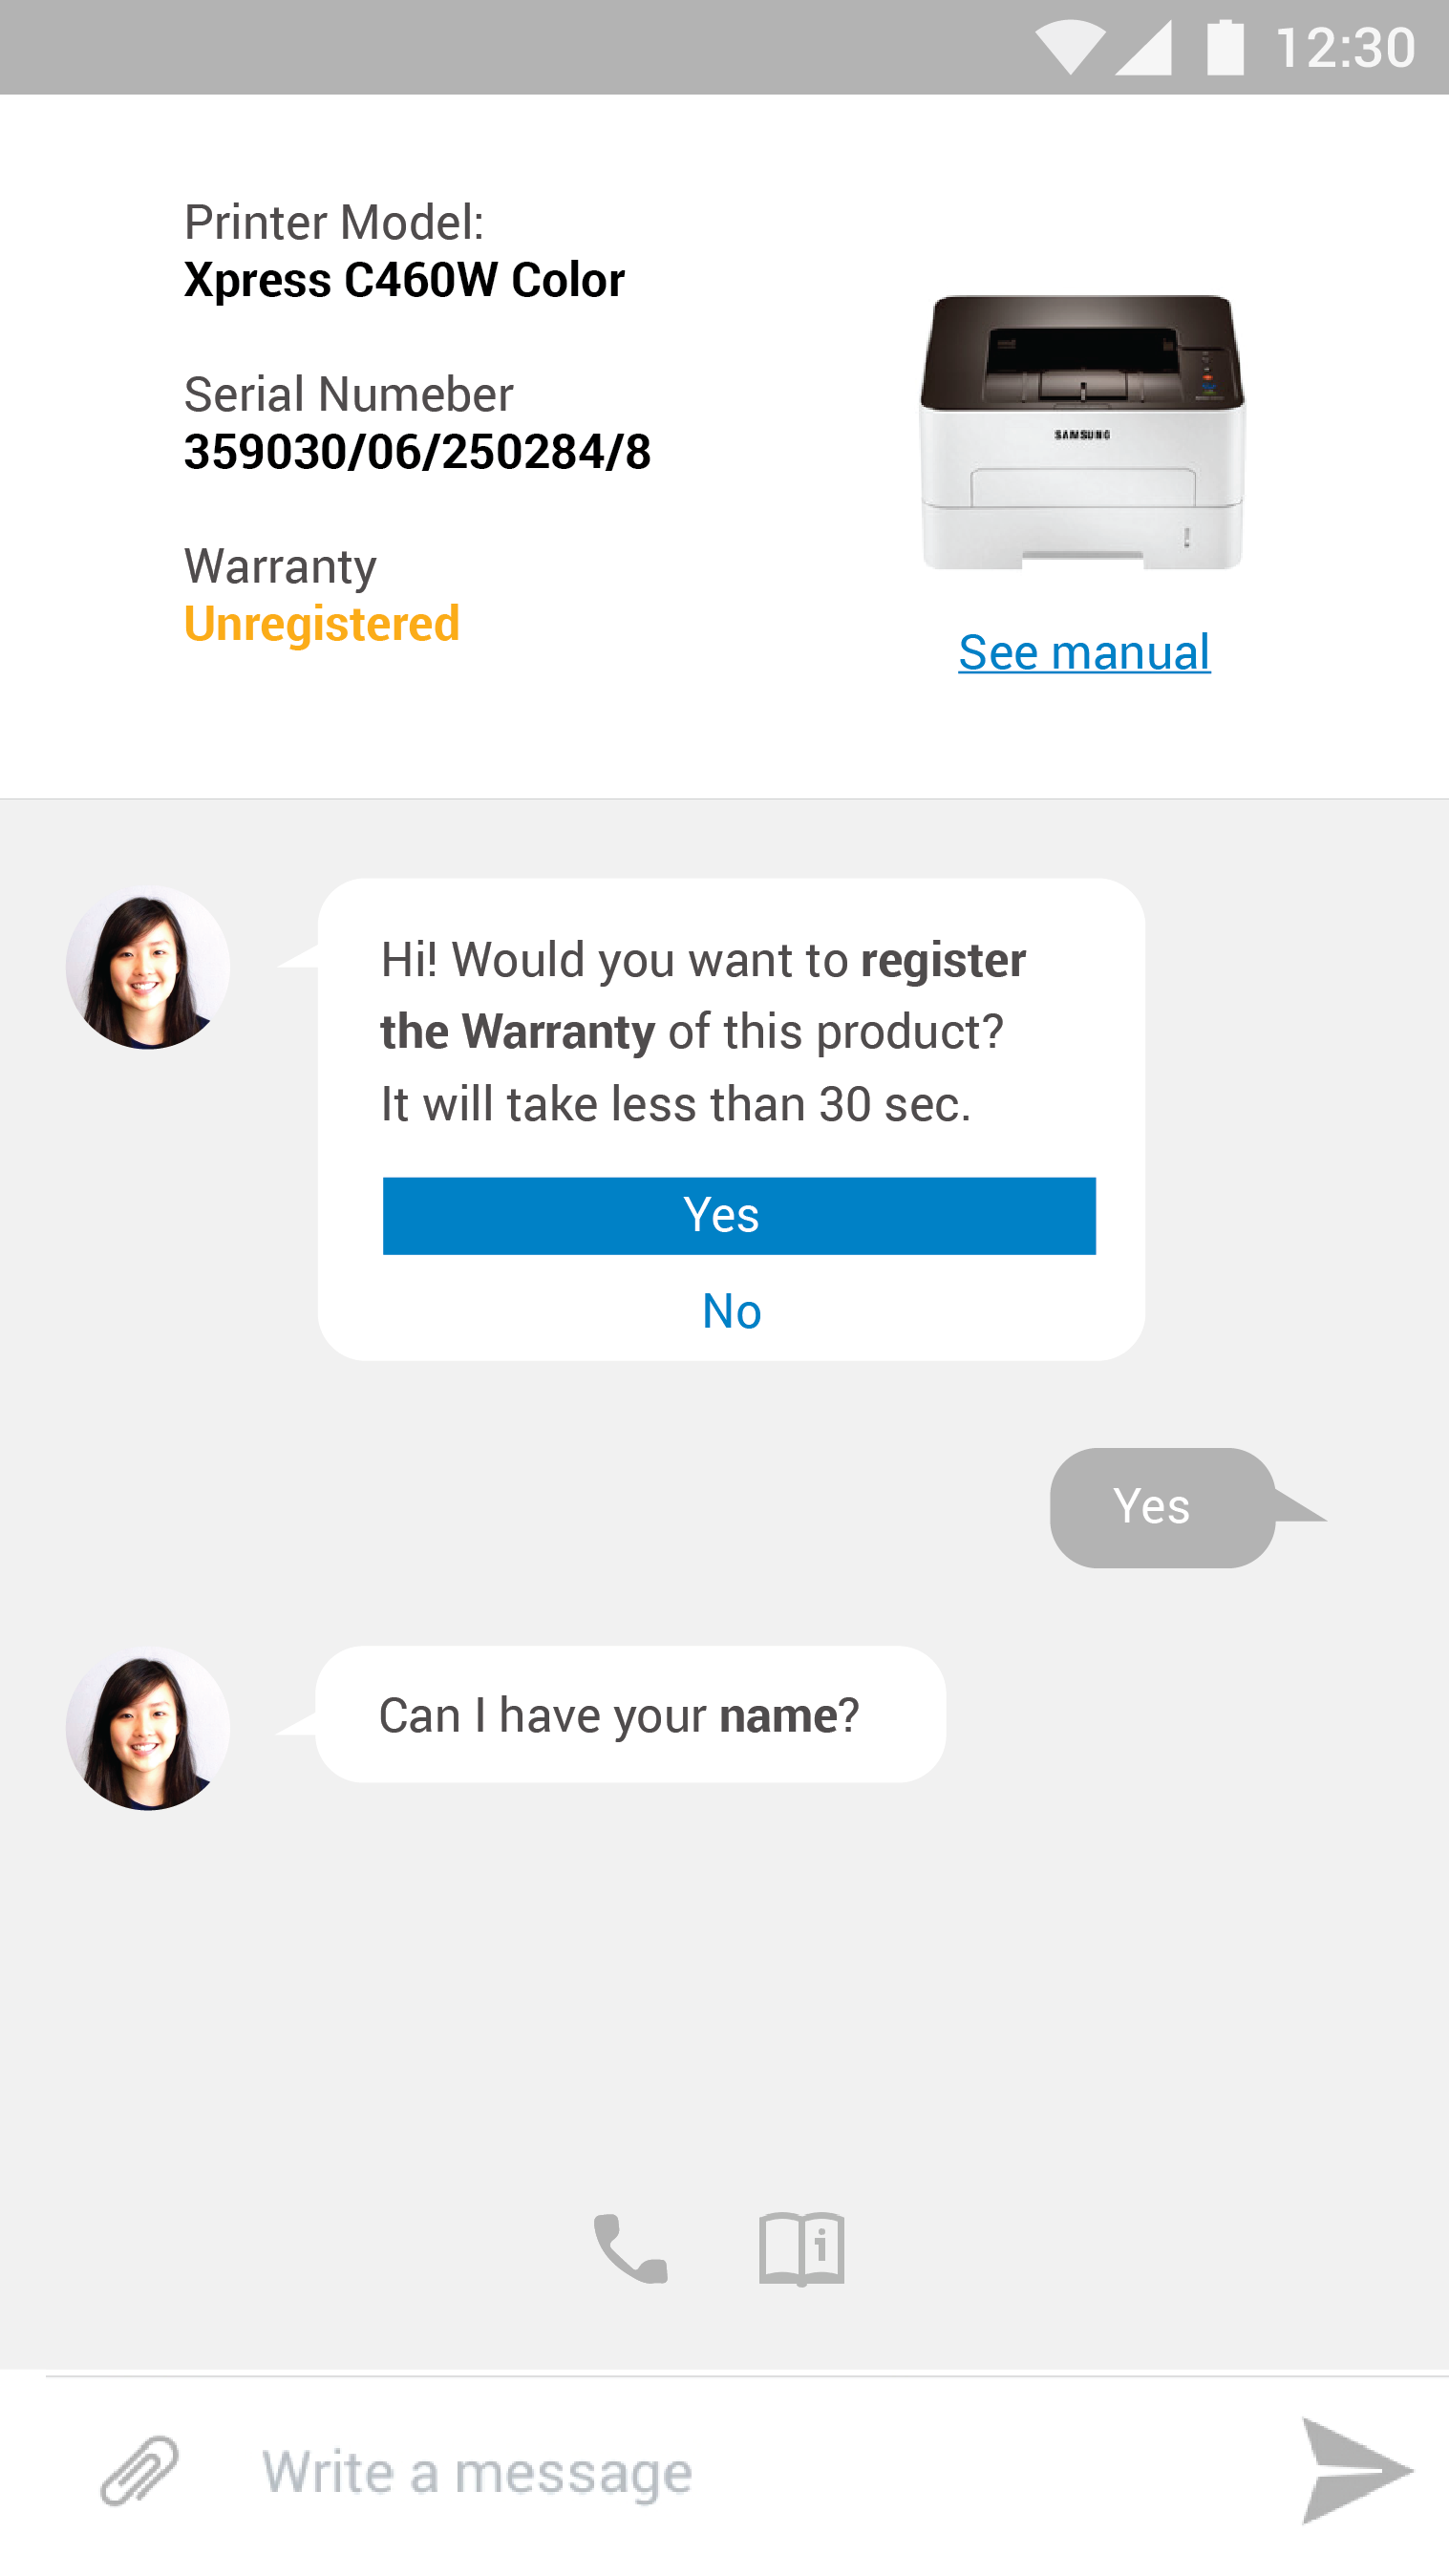 12:30
Printer Model:
Xpress C460W Color
Serial Numeber
359030/06/250284/8
Warranty
Unregistered
SAMSUNG
See manual
Hi! Would you want to register
the Warranty of this product?
It will take less than 30 sec.
Yes
No
Yes
Can I have your name?
Write a message